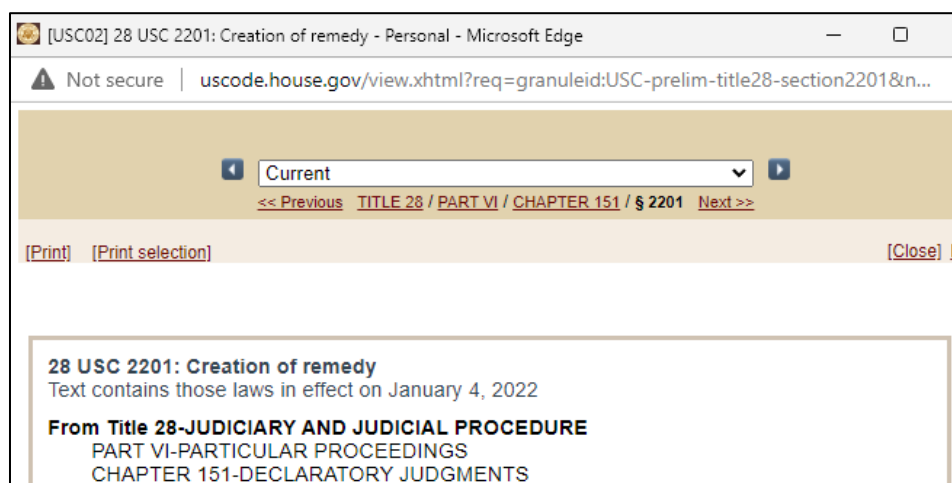 [USC02] 28 USC 2201: Creation of remedy - Personal - Microsoft Edge
Not secure | uscode.house.gov/view.xhtml?req=granuleid:USC-prelim-title28-section2201&n...
Current
<< Previous TITLE 28 / PART VI / CHAPTER 151 / § 2201 Next >>
[Print] [Print selection] [Close]
28 USC 2201: Creation of remedy
Text contains those laws in effect on January 4, 2022
From Title 28-JUDICIARY AND JUDICIAL PROCEDURE
PART VI-PARTICULAR PROCEEDINGS
CHAPTER 151-DECLARATORY JUDGMENTS